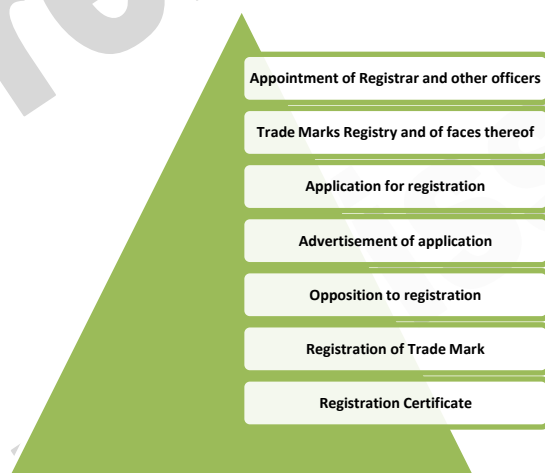 Appointment of Registrar and other officers
Trade Marks Registry and of faces thereof
Application for registration
Advertisement of application
Opposition to registration
Registration of Trade Mark
Registration Certificate